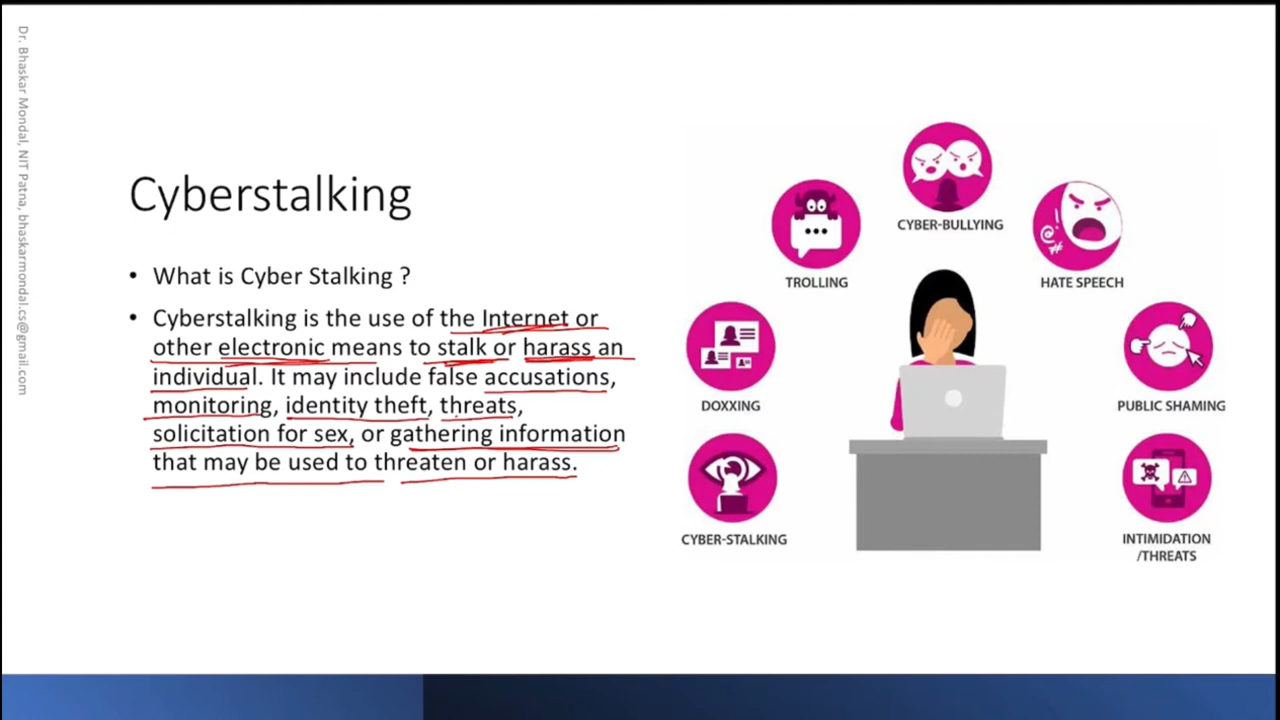 Dr. Bhaskar Mondal, NIT Patna, bhaskarmondal.cs@gmail.com
Cyberstalking
• What is Cyber Stalking ?
• Cyberstalking is the use of the Internet or
other electronic means to stalk or harass an
individual. It may include false accusations,
monitoring, identity theft, threats,
solicitation for sex, or gathering information
that may be used to threaten or harass.
CYBER-BULLYING
TROLLING
HATE SPEECH
@!
#
DOXXING
PUBLIC SHAMING
CYBER-STALKING
INTIMIDATION
/THREATS